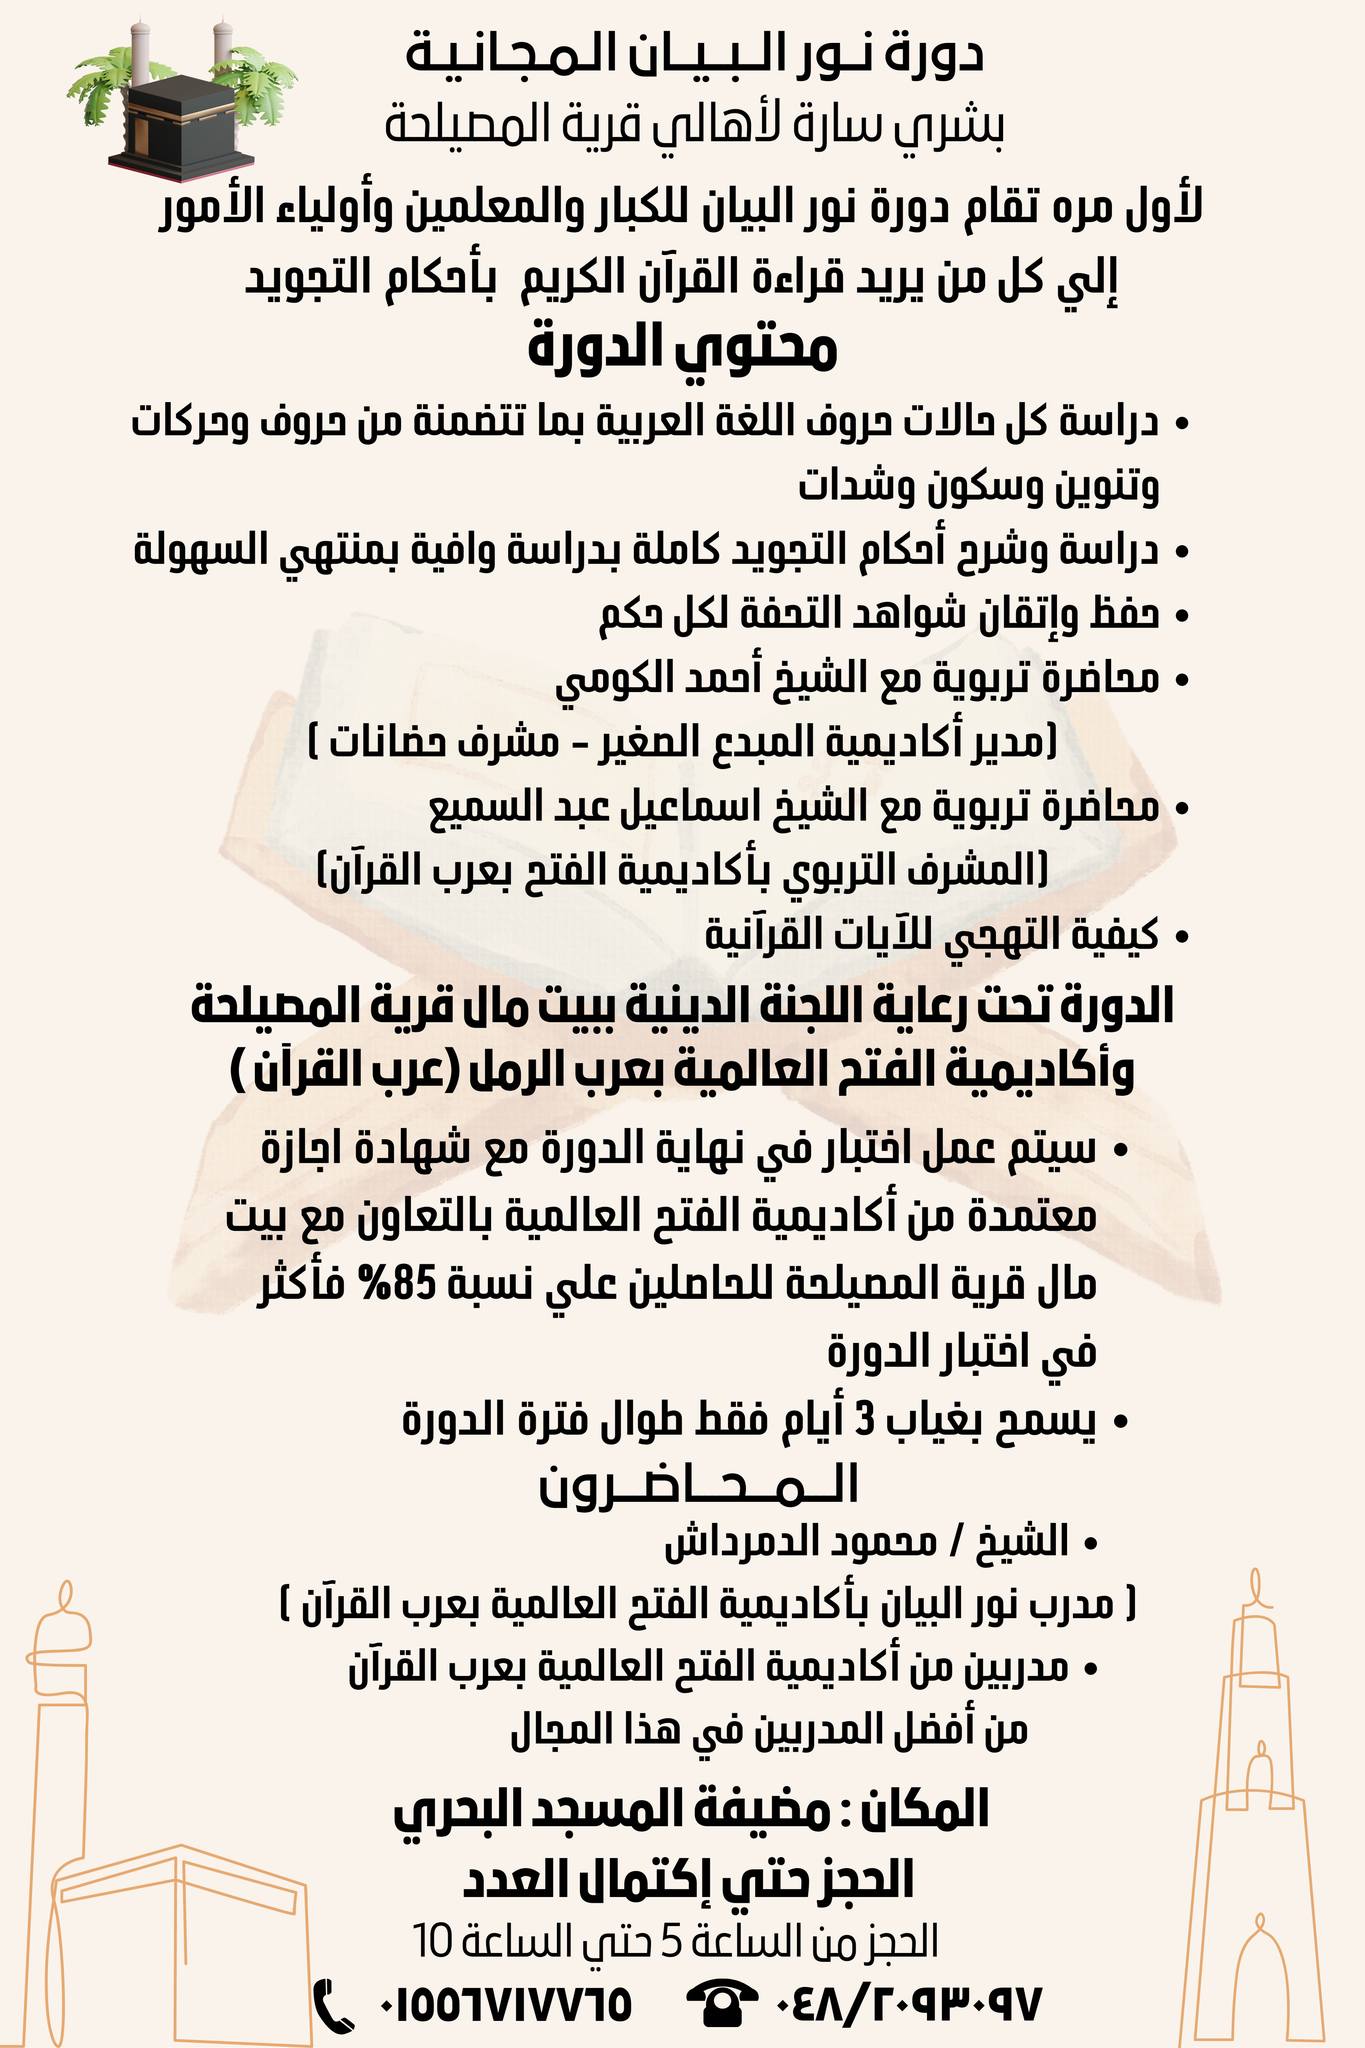 دورة نور البيان المجانية
بشري سارة لأهالي قرية المصيلحة
لأول مره تقام دورة نور البيان للكبار والمعلمين وأولياء الأمور
إلي كل من يريد قراءة القرآن الكريم بأحكام التجويد
محتوي الدورة
• دراسة كل حالات حروف اللغة العربية بما تتضمنة من حروف وحركات
وتنوين وسكون وشدات
• دراسة وشرح أحكام التجويد كاملة بدراسة وافية بمنتهي السهولة
• حفظ وإتقان شواهد التحفة لكل حكم
• محاضرة تربوية مع الشيخ أحمد الكومي
(مدير أكاديمية المبدع الصغير - مشرف حضانات )
• محاضرة تربوية مع الشيخ اسماعيل عبد السميع
(المشرف التربوي بأكاديمية الفتح بعرب القرآن)
• كيفية التهجي للآيات القرآنية
الدورة تحت رعاية اللجنة الدينية ببيت مال قرية المصيلحة
وأكاديمية الفتح العالمية بعرب الرمل (عرب القرآن )
• سيتم عمل اختبار في نهاية الدورة مع شهادة اجازة
معتمدة من أكاديمية الفتح العالمية بالتعاون مع بيت
مال قرية المصيلحة للحاصلين علي نسبة 85% فأكثر
في اختبار الدورة
• يسمح بغياب 3 أيام فقط طوال فترة الدورة
المحاضرون
• الشيخ / محمود الدمرداش
( مدرب نور البيان بأكاديمية الفتح العالمية بعرب القرآن )
• مدربين من أكاديمية الفتح العالمية بعرب القرآن
من أفضل المدربين في هذا المجال
المكان : مضيفة المسجد البحري
الحجز حتي إكتمال العدد
الحجز من الساعة 5 حتي الساعة 10
٠٤٨/٢٠٩٣٠٩٧ ٠١٥٥٦٧١٧٧٦٥